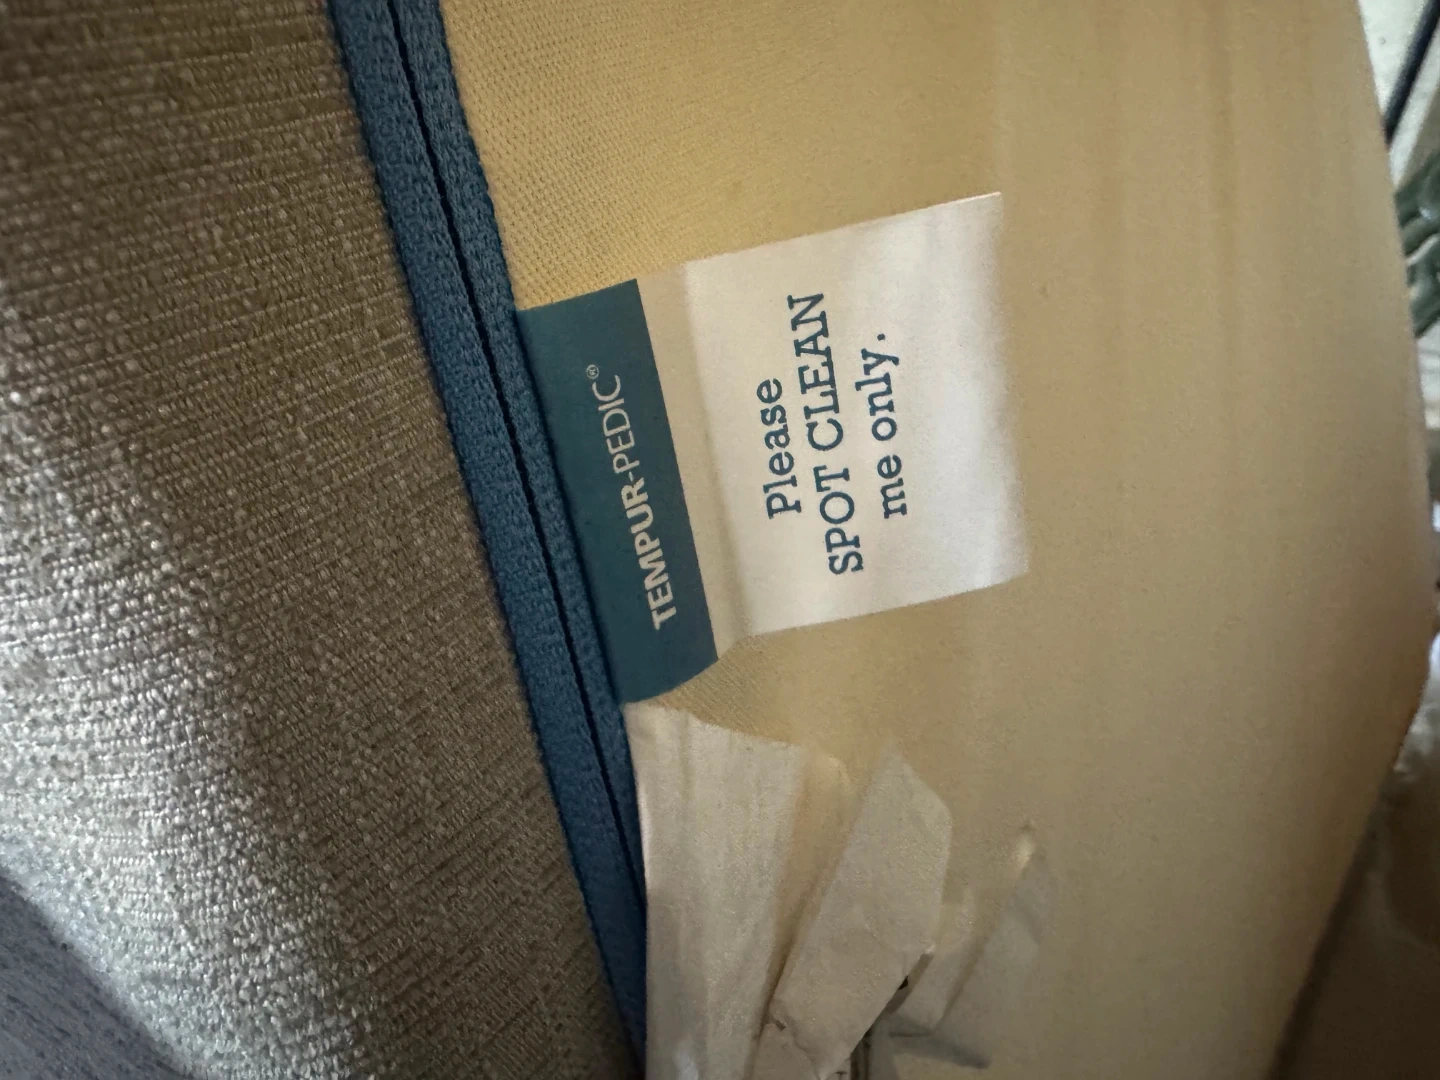 TEMPUR-PEDIC®
Please
SPOT CLEAN
me only.